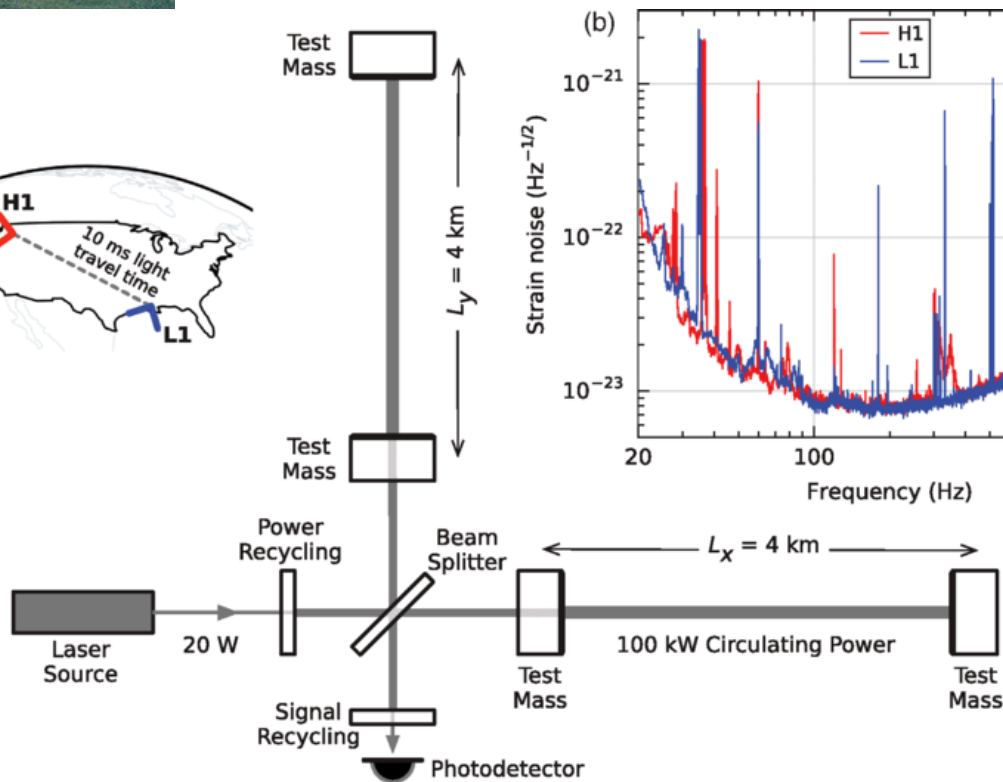 H1
10 ms light
travel time
L1
Test
Mass
L_y = 4 km
Test
Mass
(b)
H1
L1
Strain noise (Hz^-1/2)
10^-21
10^-22
10^-23
20
100
Frequency (Hz)
Power
Recycling
Beam
Splitter
L_x = 4 km
Laser
Source
20 W
100 kW Circulating Power
Test
Mass
Test
Mass
Signal
Recycling
Photodetector